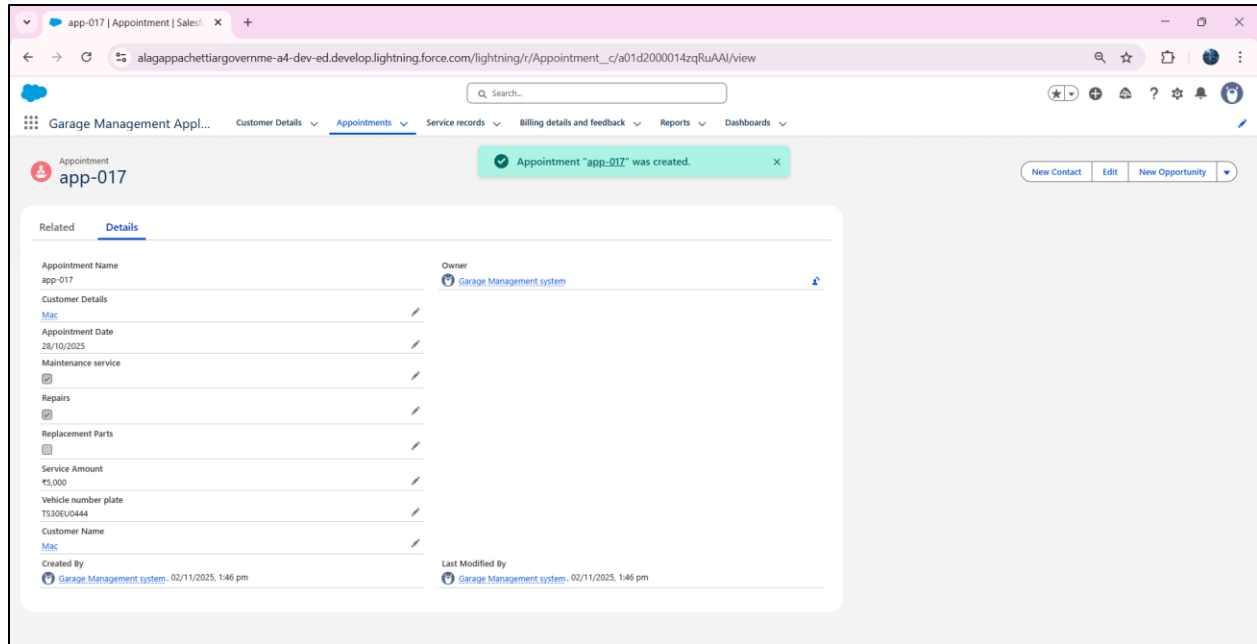 app-017 | Appointment | Salesf
alagappachettiargovernme-a4-dev-ed.develop.lightning.force.com/lightning/r/Appointment__c/a01d2000014zqRuAAI/view
Search...
Garage Management Appl...
Customer Details
Appointments
Service records
Billing details and feedback
Reports
Dashboards
Appointment
app-017
Appointment "app-017" was created.
New Contact
Edit
New Opportunity
Related
Details
Appointment Name
app-017
Owner
Garage Management system
Customer Details
Mac
Appointment Date
28/10/2025
Maintenance service
Repairs
Replacement Parts
Service Amount
₹5,000
Vehicle number plate
TS30EU0444
Customer Name
Mac
Created By
Garage Management system, 02/11/2025, 1:46 pm
Last Modified By
Garage Management system, 02/11/2025, 1:46 pm